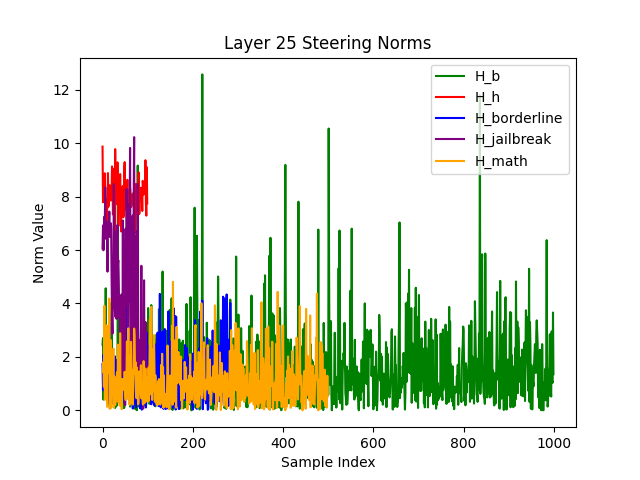 Layer 25 Steering Norms
H_b
H_h
H_borderline
H_jailbreak
H_math
Norm Value
12
10
8
6
4
2
0
0 200 400 600 800 1000
Sample Index